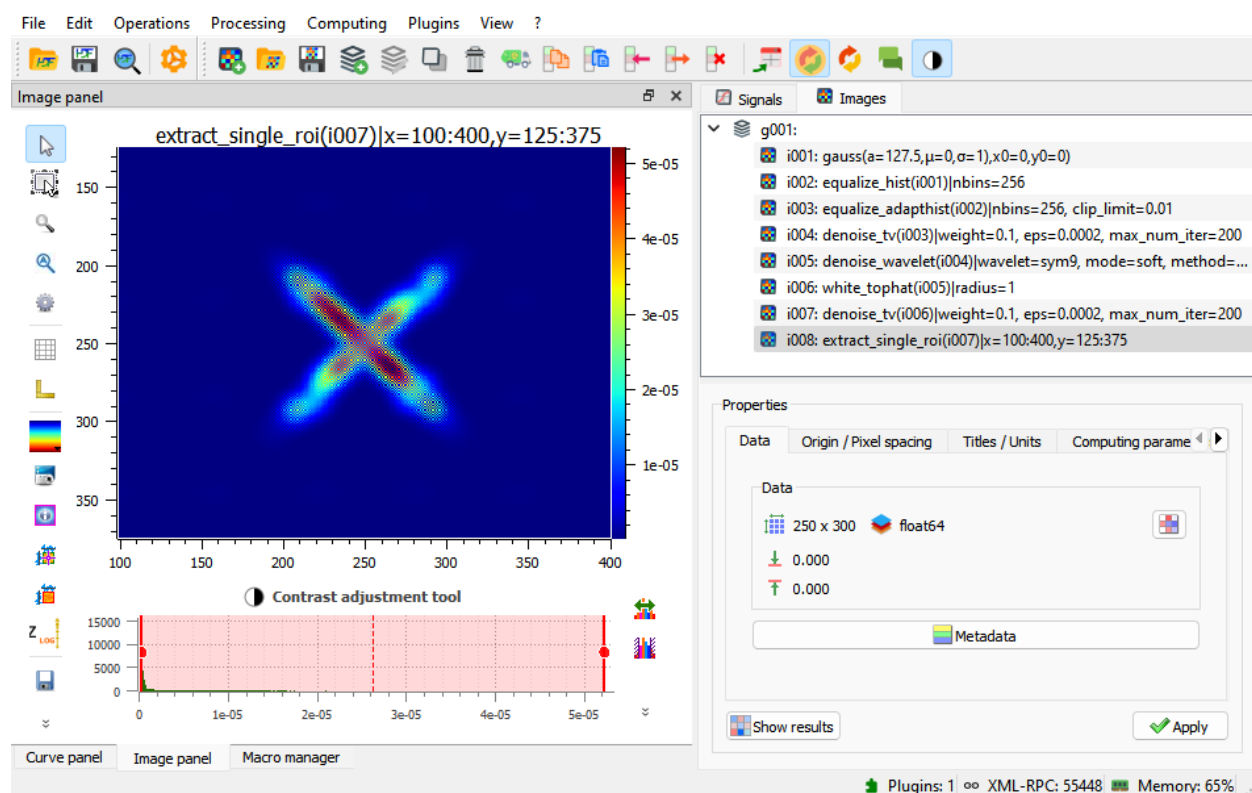 File Edit Operations Processing Computing Plugins View ?
Image panel
extract_single_roi(i007)|x=100:400,y=125:375
150
200
250
300
350
100 150 200 250 300 350 400
5e-05
4e-05
3e-05
2e-05
1e-05
Z LOG
Contrast adjustment tool
15000
10000
5000
0
0 1e-05 2e-05 3e-05 4e-05 5e-05
Curve panel Image panel Macro manager
Signals Images
g001:
i001: gauss(a=127.5,μ=0,σ=1),x0=0,y0=0)
i002: equalize_hist(i001)|nbins=256
i003: equalize_adapthist(i002)|nbins=256, clip_limit=0.01
i004: denoise_tv(i003)|weight=0.1, eps=0.0002, max_num_iter=200
i005: denoise_wavelet(i004)|wavelet=sym9, mode=soft, method=...
i006: white_tophat(i005)|radius=1
i007: denoise_tv(i006)|weight=0.1, eps=0.0002, max_num_iter=200
i008: extract_single_roi(i007)|x=100:400,y=125:375
Properties
Data Origin / Pixel spacing Titles / Units Computing parame
Data
250 x 300 float64
0.000
0.000
Metadata
Show results Apply
Plugins: 1 XML-RPC: 55448 Memory: 65%